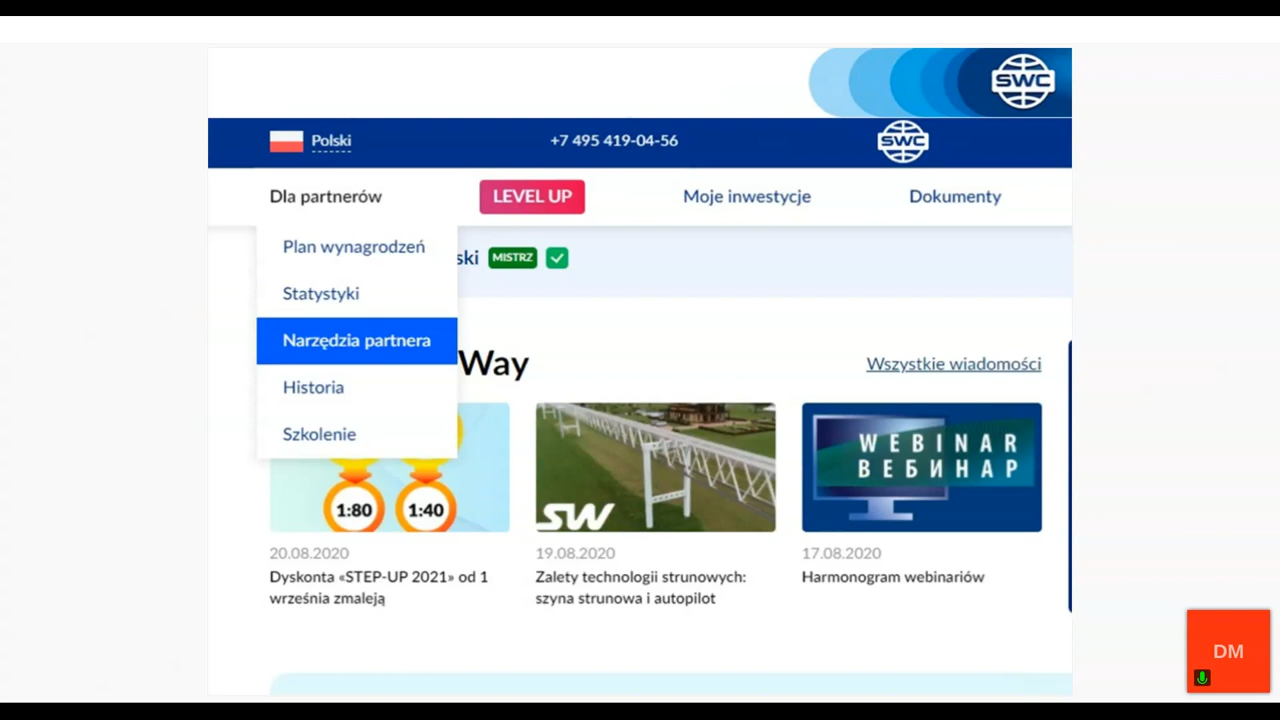 SWC
Polski
+7 495 419-04-56
SWC
Dla partnerów
LEVEL UP
Moje inwestycje
Dokumenty
Plan wynagrodzeń
ski MISTRZ
Statystyki
Narzędzia partnera
Way
Wszystkie wiadomości
Historia
Szkolenie
1:80
1:40
SW
WEBINAR
ВЕБИНАР
20.08.2020
Dyskonta «STEP-UP 2021» od 1
września zmaleją
19.08.2020
Zalety technologii strunowych:
szyna strunowa i autopilot
17.08.2020
Harmonogram webinariów
DM